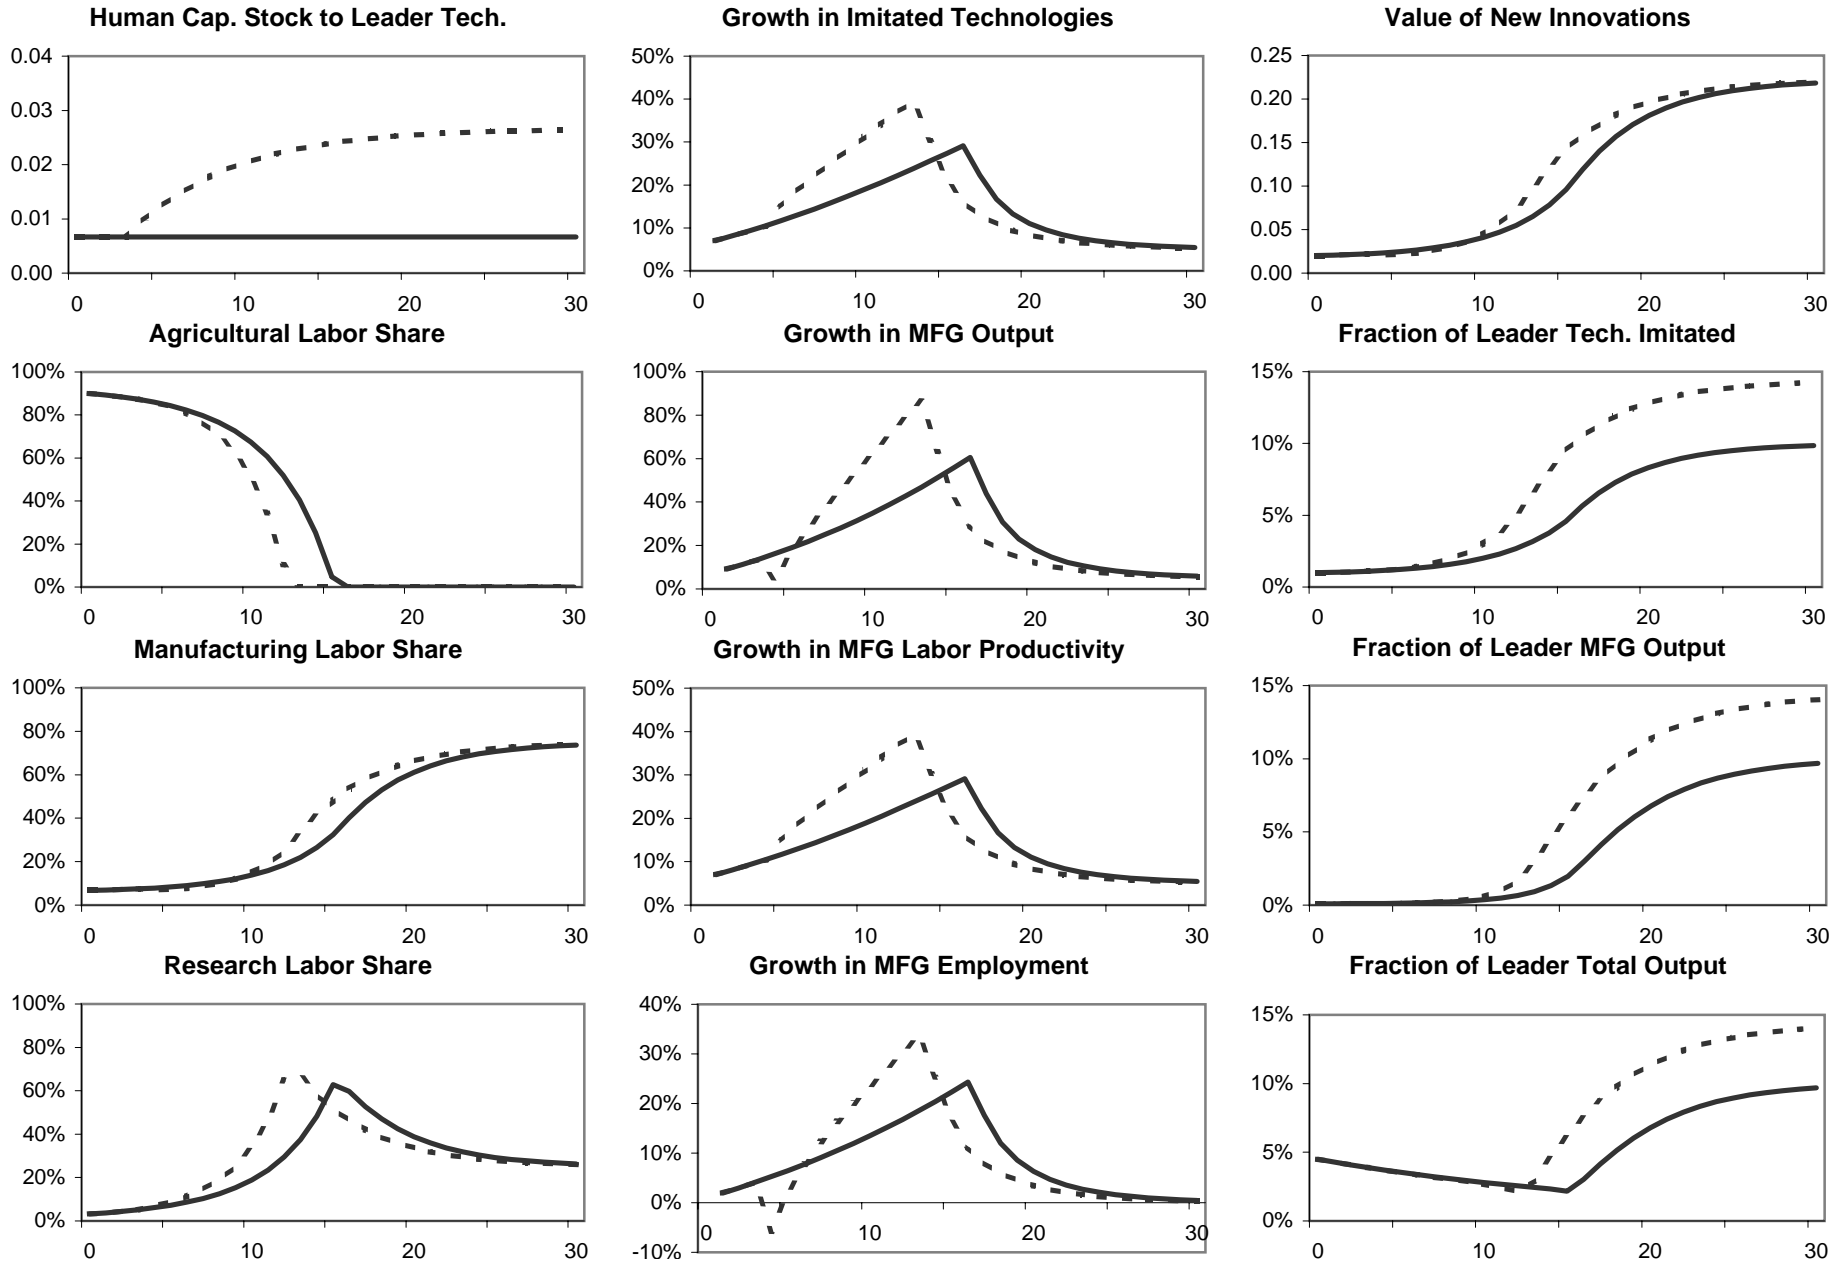 Human Cap. Stock to Leader Tech.
0.04
0.03
0.02
0.01
0.00
0 10 20 30
Growth in Imitated Technologies
50%
40%
30%
20%
10%
0%
0 10 20 30
Value of New Innovations
0.25
0.20
0.15
0.10
0.05
0.00
0 10 20 30
Agricultural Labor Share
100%
80%
60%
40%
20%
0%
0 10 20 30
Growth in MFG Output
100%
80%
60%
40%
20%
0%
0 10 20 30
Fraction of Leader Tech. Imitated
15%
10%
5%
0%
0 10 20 30
Manufacturing Labor Share
100%
80%
60%
40%
20%
0%
0 10 20 30
Growth in MFG Labor Productivity
50%
40%
30%
20%
10%
0%
0 10 20 30
Fraction of Leader MFG Output
15%
10%
5%
0%
0 10 20 30
Research Labor Share
100%
80%
60%
40%
20%
0%
0 10 20 30
Growth in MFG Employment
40%
30%
20%
10%
0%
-10%
0 10 20 30
Fraction of Leader Total Output
15%
10%
5%
0%
0 10 20 30